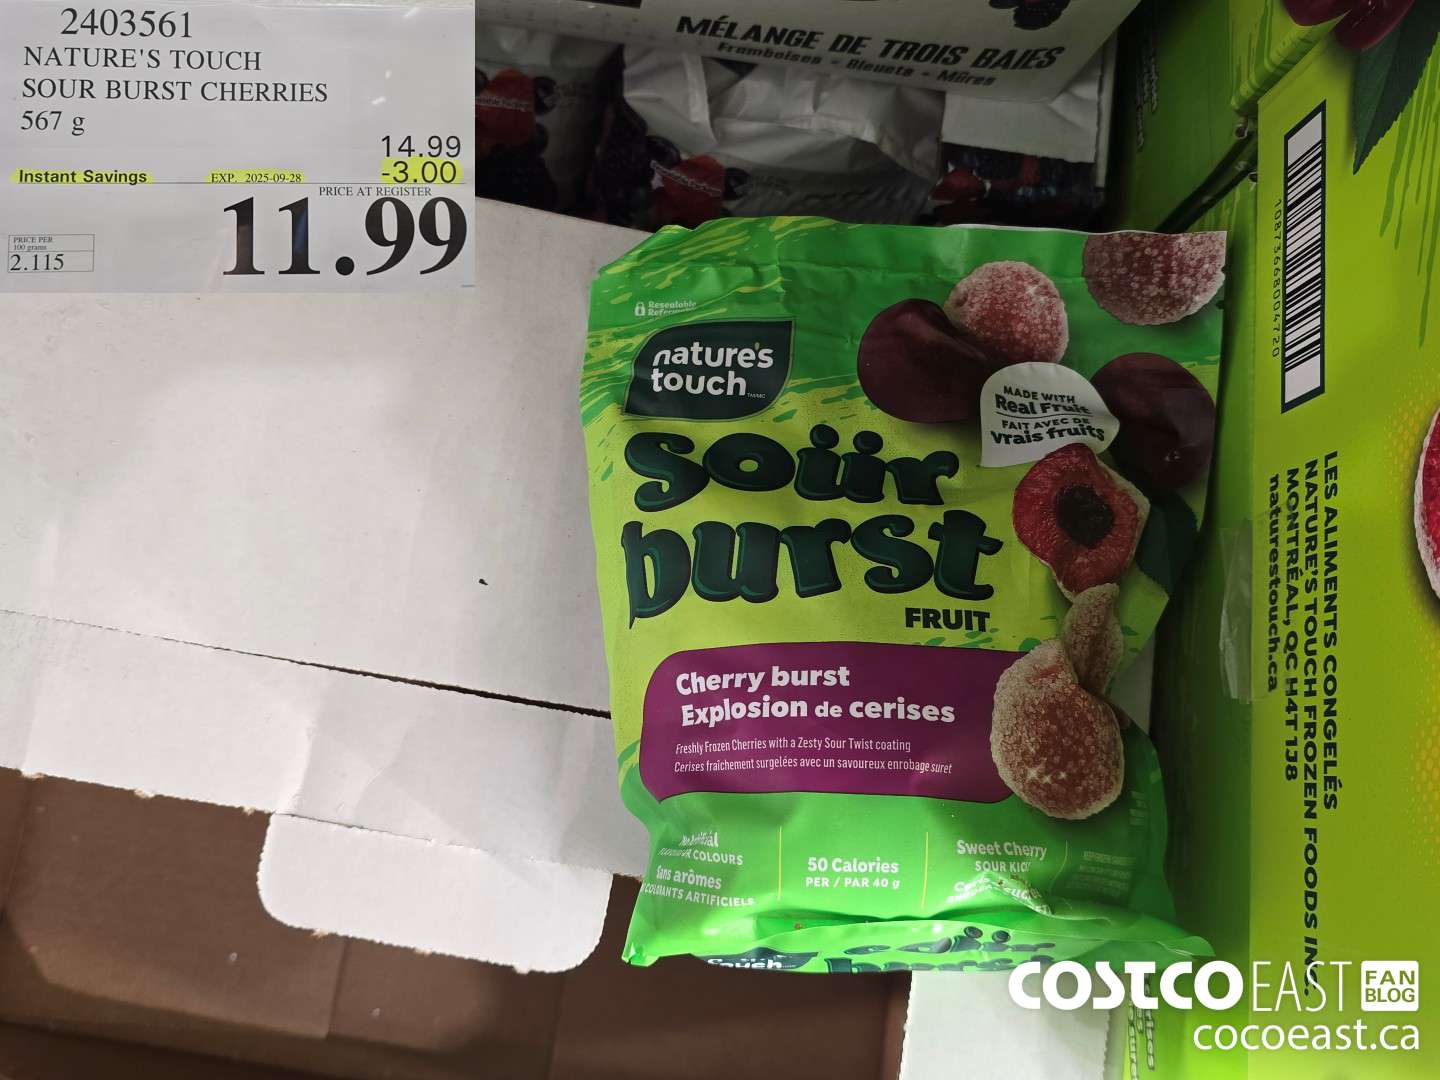 2403561
NATURE'S TOUCH
SOUR BURST CHERRIES
567 g
14.99
Instant Savings EXP. 2025-09-28 -3.00
PRICE AT REGISTER
11.99
PRICE PER
100 grams
2.115
MÉLANGE DE TROIS BAIES
Framboises • Bleuets • Mûres
Resealable
nature's
touch
MADE WITH
Real Fruit
FAIT AVEC DE
vrais fruits
soür
burst
FRUIT
Cherry burst
Explosion de cerises
Freshly Frozen Cherries with a Zesty Sour Twist coating
Cerises fraîchement surgelées avec un savoureux enrobage suret
COLOURS
Sans arômes
COLORANTS ARTIFICIELS
50 Calories
PER / PAR 40 g
Sweet Cherry
SOUR KICK
10873668004720
LES ALIMENTS CONGELÉS
NATURE'S TOUCH FROZEN FOODS INC.
MONTRÉAL, QC H4T 1J8
naturestouch.ca
COSTCO EAST FAN BLOG
cocoeast.ca